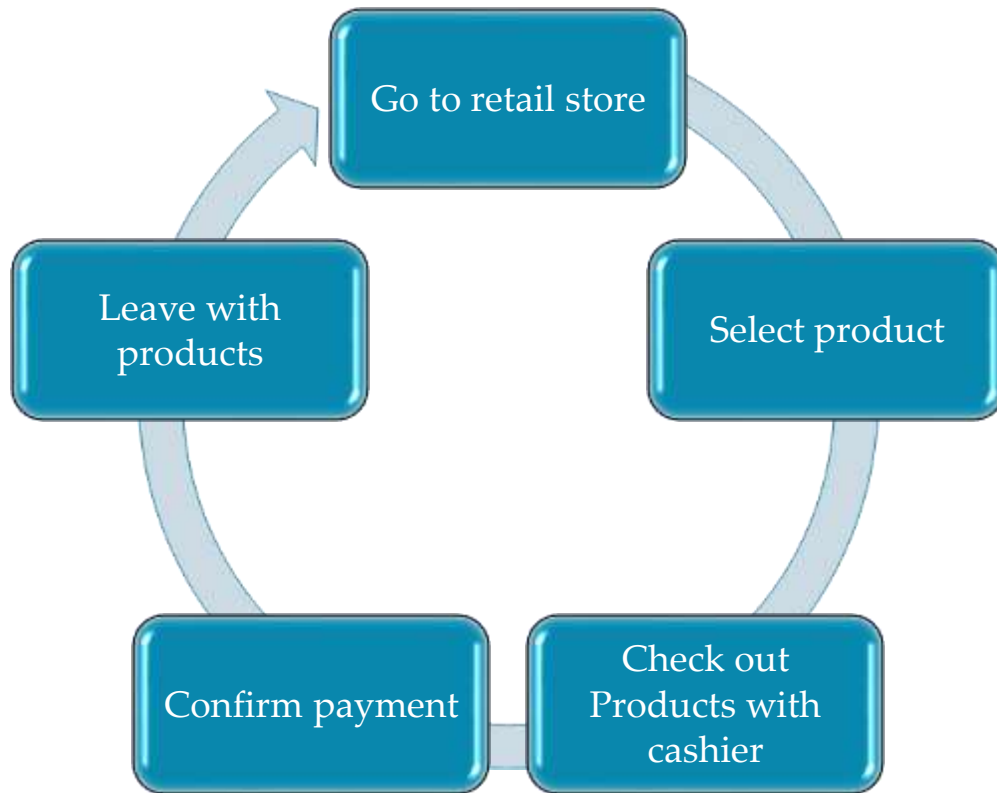 Go to retail store
Select product
Check out
Products with
cashier
Confirm payment
Leave with
products